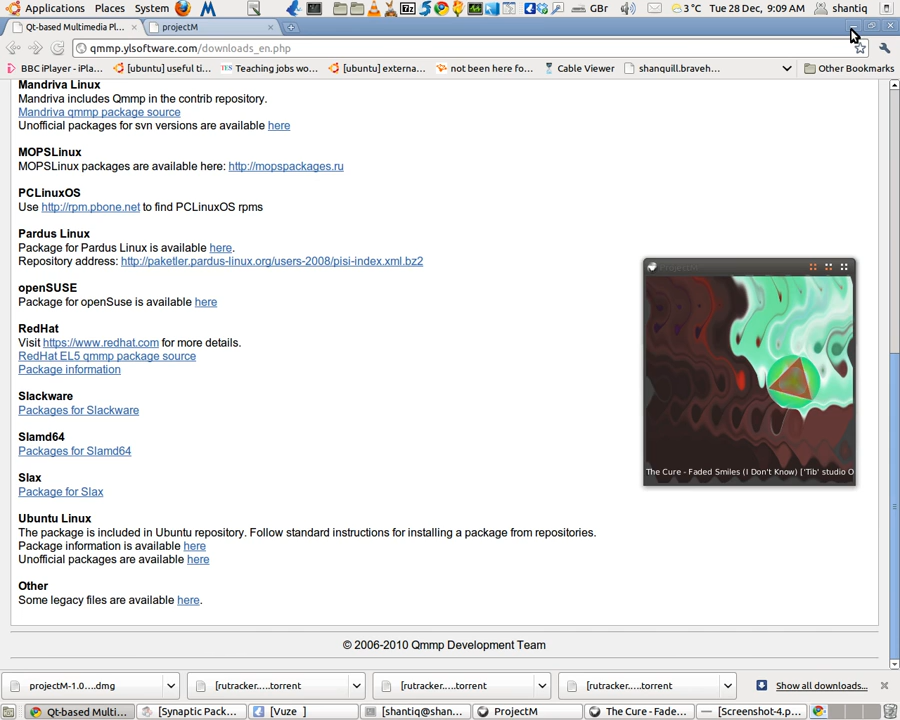 Applications Places System GBr 3 °C Tue 28 Dec, 9:09 AM shantiq
Qt-based Multimedia Pl... projectM
qmmp.ylsoftware.com/downloads_en.php
BBC iPlayer - iPla... [ubuntu] useful ti... Teaching jobs wo... [ubuntu] externa... not been here fo... Cable Viewer shanquill.braveh... Other Bookmarks
Mandriva Linux
Mandriva includes Qmmp in the contrib repository.
Mandriva qmmp package source
Unofficial packages for svn versions are available here
MOPSLinux
MOPSLinux packages are available here: http://mopspackages.ru
PCLinuxOS
Use http://rpm.pbone.net to find PCLinuxOS rpms
Pardus Linux
Package for Pardus Linux is available here.
Repository address: http://paketler.pardus-linux.org/users-2008/pisi-index.xml.bz2
openSUSE
Package for openSuse is available here
RedHat
Visit https://www.redhat.com for more details.
RedHat EL5 qmmp package source
Package information
Slackware
Packages for Slackware
Slamd64
Packages for Slamd64
Slax
Package for Slax
Ubuntu Linux
The package is included in Ubuntu repository. Follow standard instructions for installing a package from repositories.
Package information is available here
Unofficial packages are available here
Other
Some legacy files are available here.
ProjectM
The Cure - Faded Smiles (I Don't Know) ['Tib' studio O
© 2006-2010 Qmmp Development Team
projectM-1.0....dmg [rutracker.....torrent [rutracker.....torrent [rutracker.....torrent Show all downloads...
Qt-based Multi... [Synaptic Pack... [Vuze ] [shantiq@shan... ProjectM The Cure - Fade... [Screenshot-4.p...